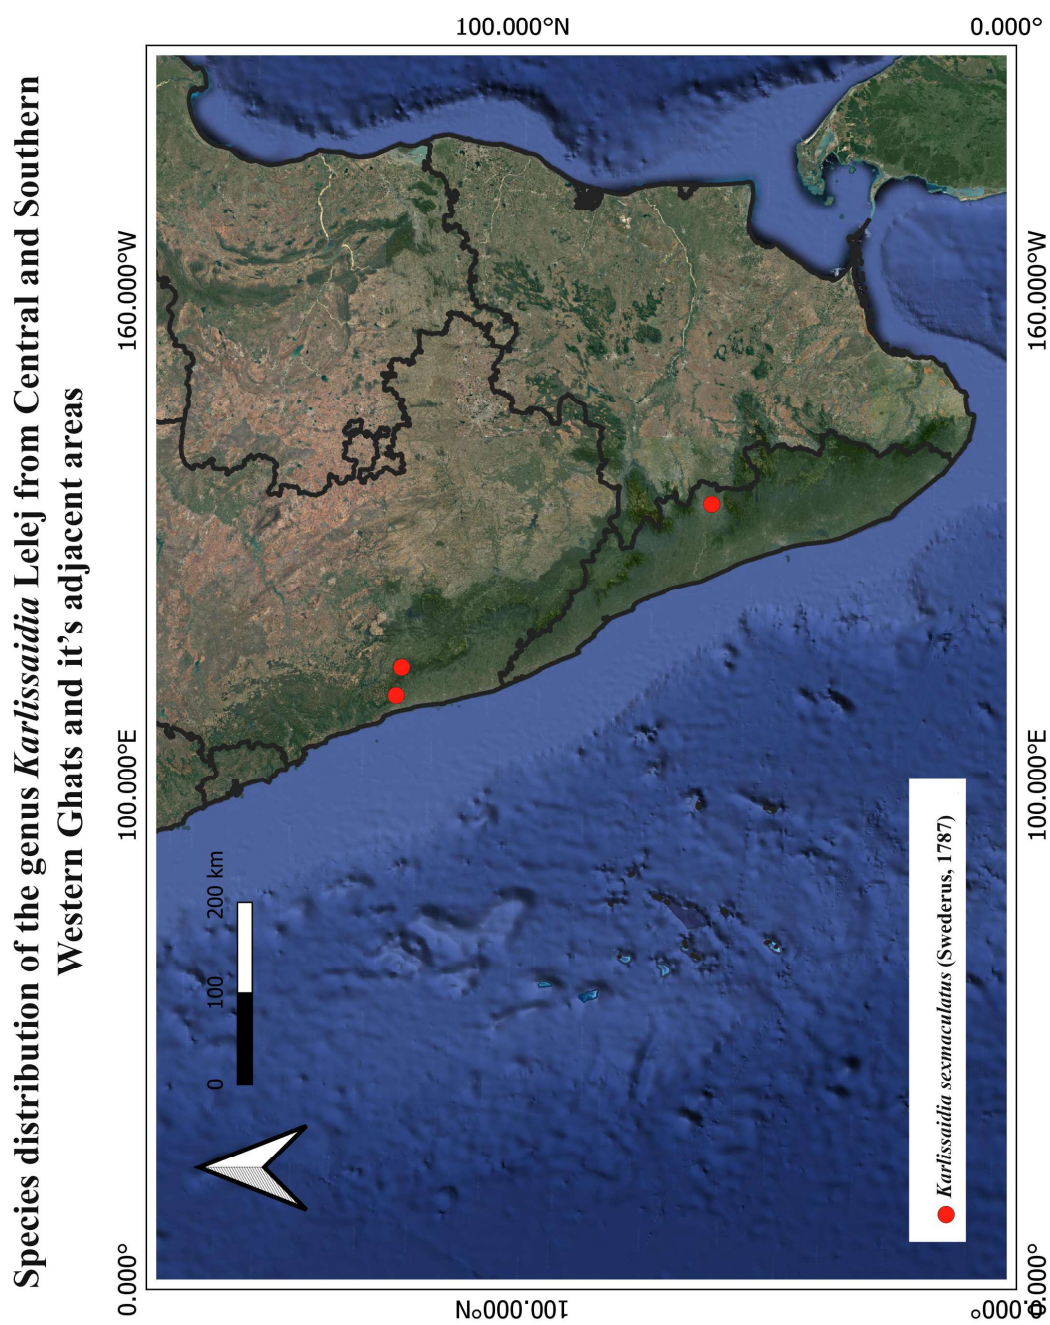 Species distribution of the genus Karlissaidia Lelej from Central and Southern
Western Ghats and it's adjacent areas
0.000°
100.000°E
160.000°W
100.000°N
0.000°
0 100 200 km
Karlissaidia sexmaculatus (Swederus, 1787)
100.000°N
0.000°
0.000°
100.000°E
160.000°W